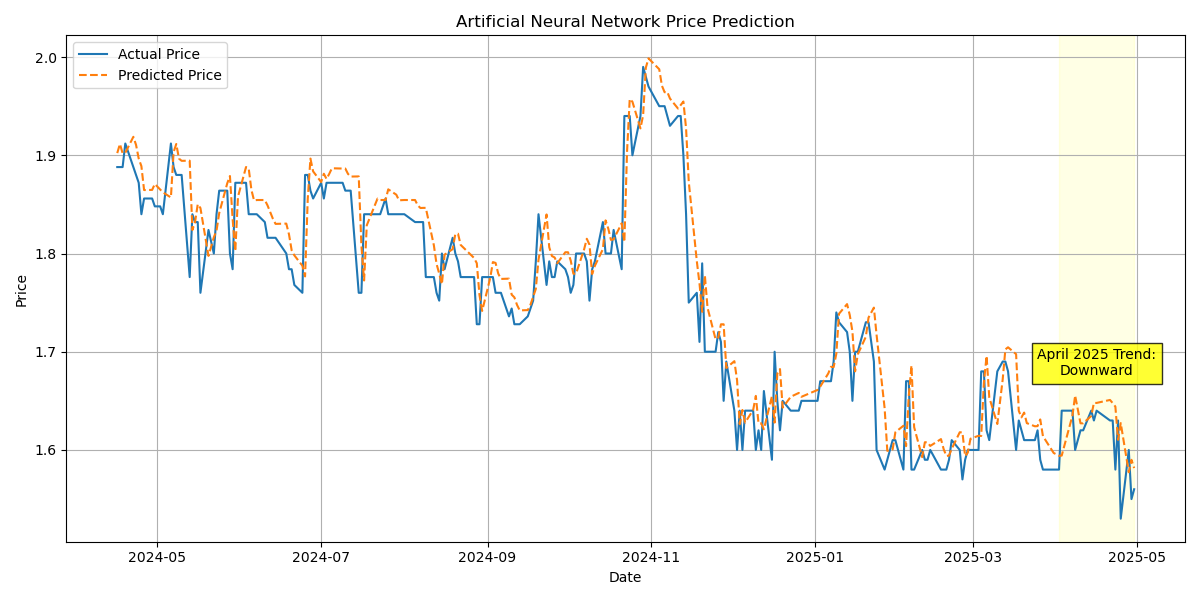 Artificial Neural Network Price Prediction
Actual Price
Predicted Price
2.0
1.9
1.8
1.7
1.6
Price
April 2025 Trend:
Downward
2024-05
2024-07
2024-09
2024-11
2025-01
2025-03
2025-05
Date